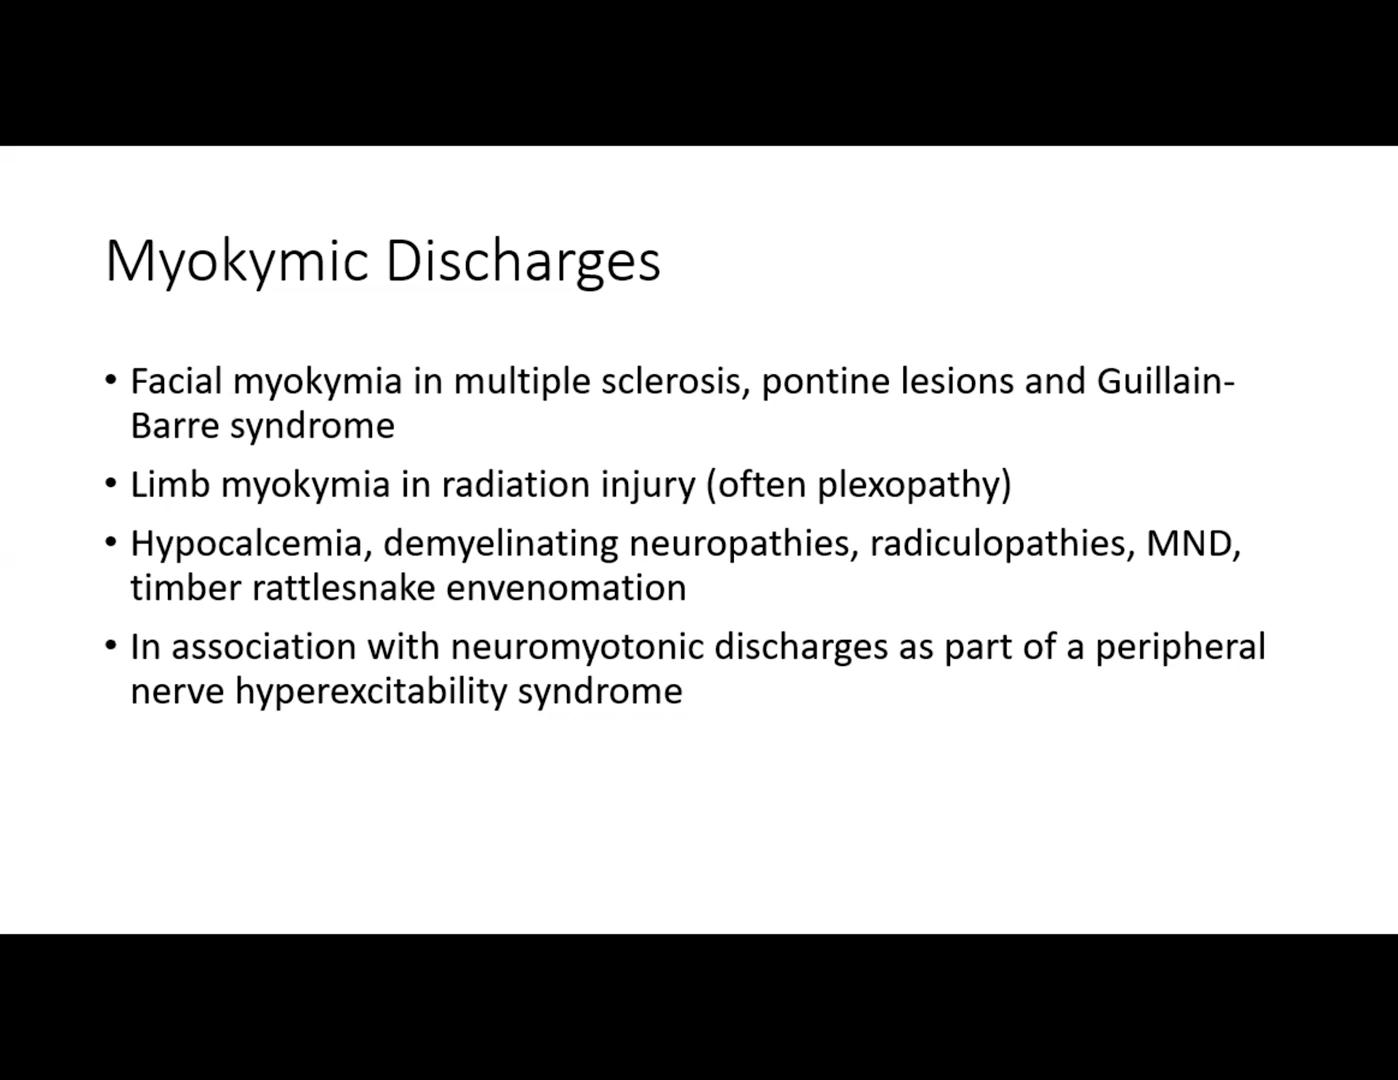 Myokymic Discharges
• Facial myokymia in multiple sclerosis, pontine lesions and Guillain-
Barre syndrome
• Limb myokymia in radiation injury (often plexopathy)
• Hypocalcemia, demyelinating neuropathies, radiculopathies, MND,
timber rattlesnake envenomation
• In association with neuromyotonic discharges as part of a peripheral
nerve hyperexcitability syndrome